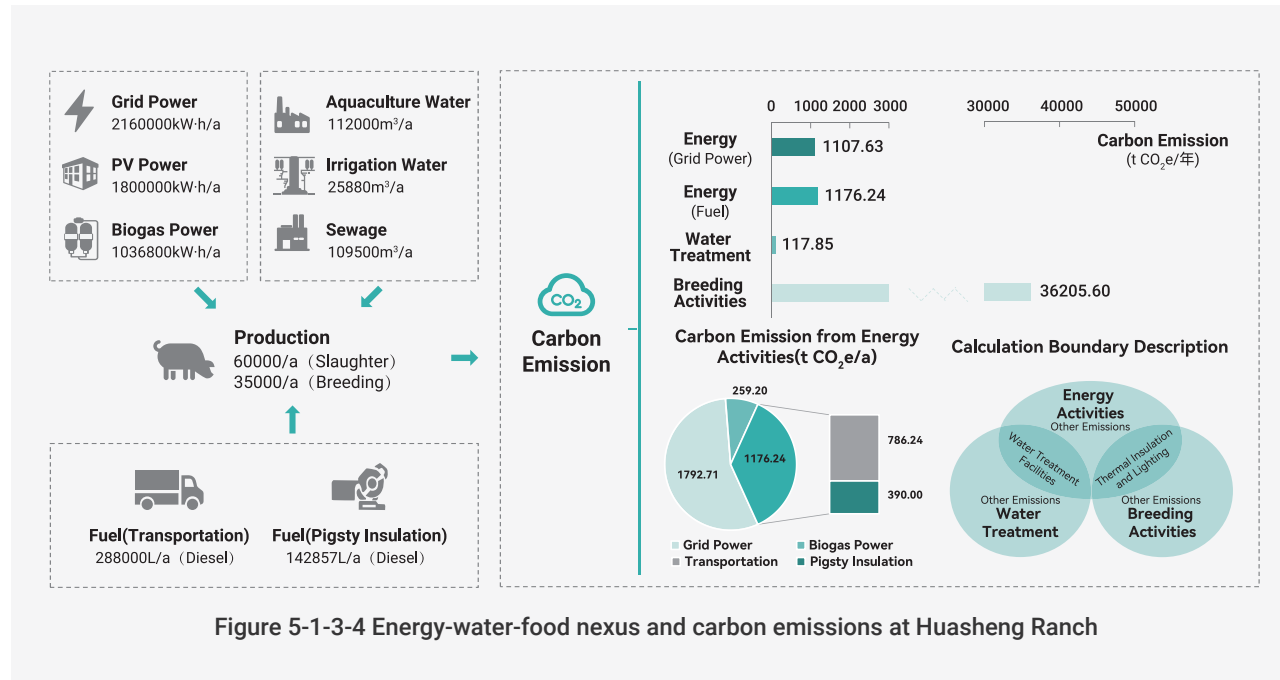 Grid Power
2160000kW·h/a
PV Power
1800000kW·h/a
Biogas Power
1036800kW·h/a
Aquaculture Water
112000m³/a
Irrigation Water
25880m³/a
Sewage
109500m³/a
Production
60000/a（Slaughter）
35000/a（Breeding）
Fuel(Transportation)
288000L/a（Diesel）
Fuel(Pigsty Insulation)
142857L/a（Diesel）
CO₂
Carbon
Emission
0 1000 2000 3000 30000 40000 50000
Carbon Emission
(t CO₂e/年)
Energy
(Grid Power)
1107.63
Energy
(Fuel)
1176.24
Water
Treatment
117.85
Breeding
Activities
36205.60
Carbon Emission from Energy
Activities(t CO₂e/a)
259.20
1792.71
1176.24
786.24
390.00
Grid Power
Biogas Power
Transportation
Pigsty Insulation
Calculation Boundary Description
Energy
Activities
Other Emissions
Water Treatment
Facilities
Thermal Insulation
and Lighting
Other Emissions
Water
Treatment
Other Emissions
Breeding
Activities
Figure 5-1-3-4 Energy-water-food nexus and carbon emissions at Huasheng Ranch